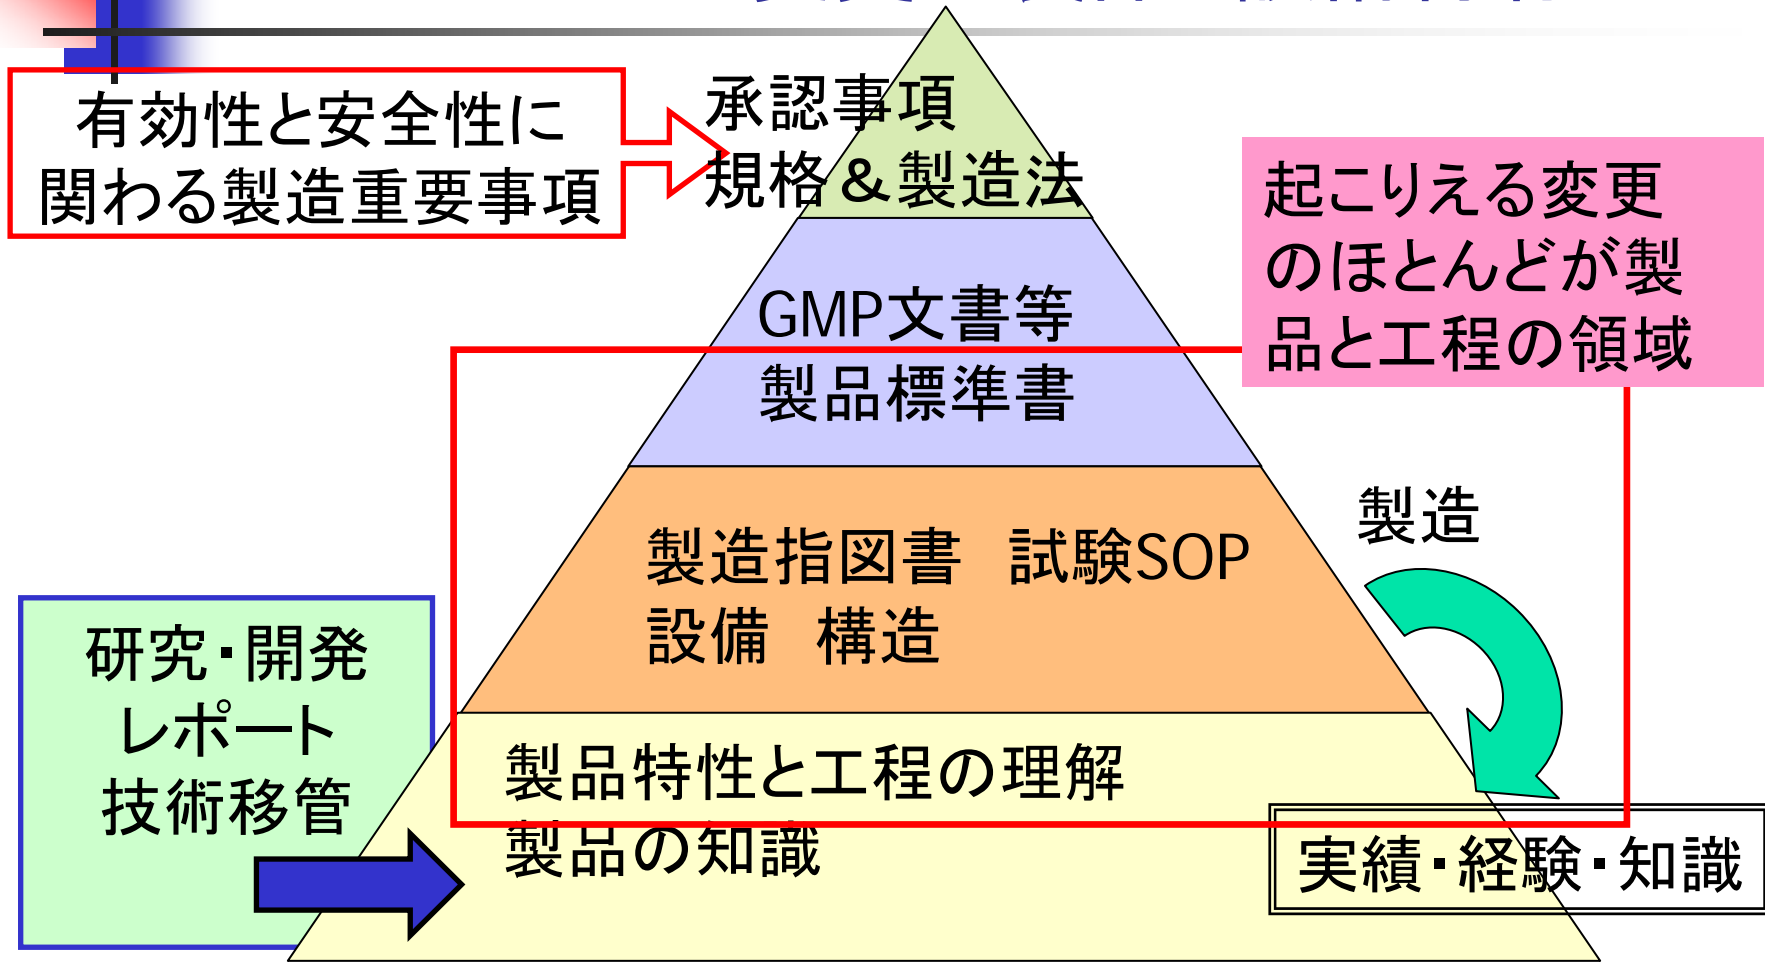 有効性と安全性に
関わる製造重要事項
承認事項
規格&製造法
起こりえる変更
のほとんどが製
品と工程の領域
GMP文書等
製品標準書
製造指図書　試験SOP
設備　構造
製造
研究・開発
レポート
技術移管
製品特性と工程の理解
製品の知識
実績・経験・知識